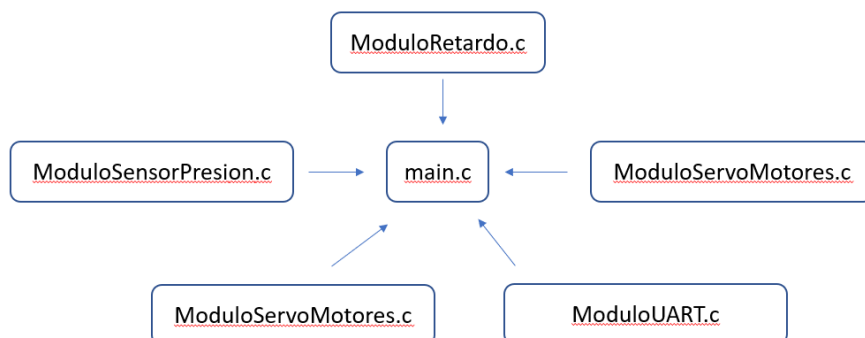 ModuloRetardo.c
ModuloSensorPresion.c
main.c
ModuloServoMotores.c
ModuloServoMotores.c
ModuloUART.c